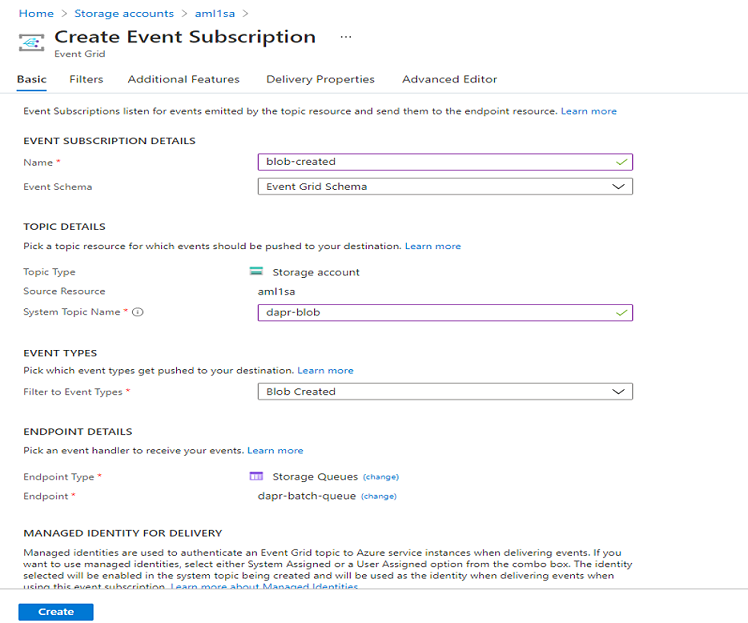 Home > Storage accounts > aml1sa >
Create Event Subscription ...
Event Grid
Basic Filters Additional Features Delivery Properties Advanced Editor
Event Subscriptions listen for events emitted by the topic resource and send them to the endpoint resource. Learn more
EVENT SUBSCRIPTION DETAILS
Name * blob-created
Event Schema Event Grid Schema
TOPIC DETAILS
Pick a topic resource for which events should be pushed to your destination. Learn more
Topic Type Storage account
Source Resource aml1sa
System Topic Name * dapr-blob
EVENT TYPES
Pick which event types get pushed to your destination. Learn more
Filter to Event Types * Blob Created
ENDPOINT DETAILS
Pick an event handler to receive your events. Learn more
Endpoint Type * Storage Queues (change)
Endpoint * dapr-batch-queue (change)
MANAGED IDENTITY FOR DELIVERY
Managed identities are used to authenticate an Event Grid topic to Azure service instances when delivering events. If you
want to use managed identities, select either System Assigned or a User Assigned option from the combo box. The identity
selected will be enabled in the system topic being created and will be used as the identity when delivering events when
using this event subscription. Learn more about Managed Identities
Create